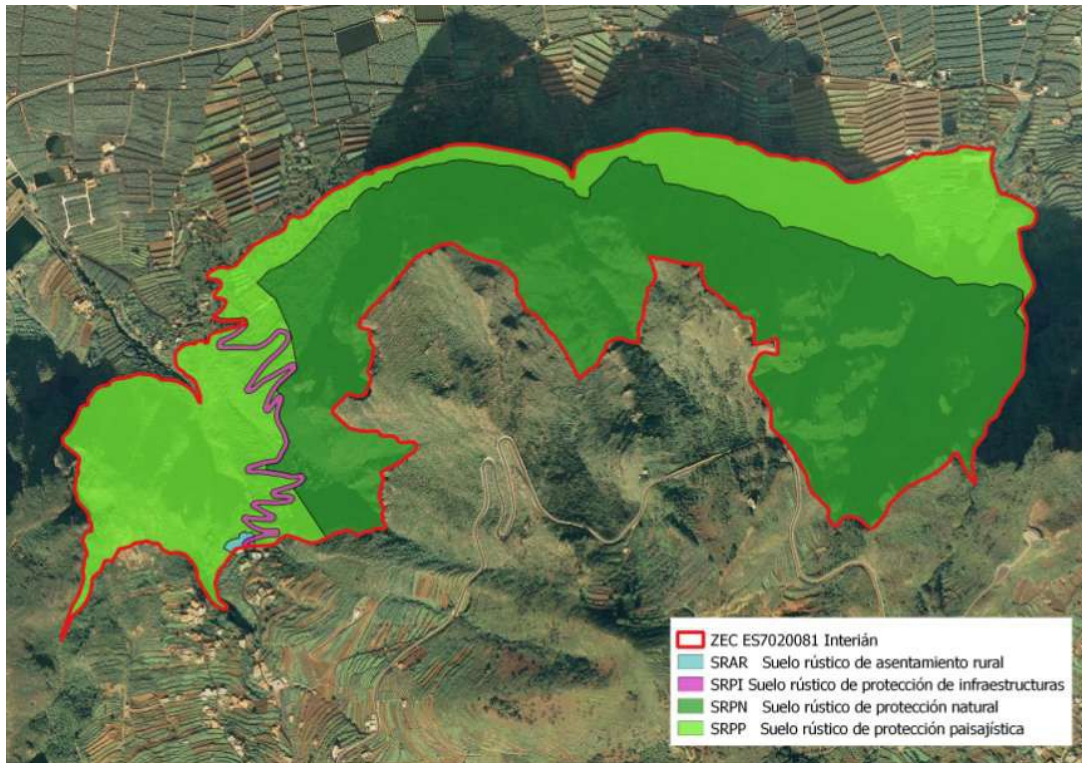 ZEC ES7020081 Interián
SRAR Suelo rústico de asentamiento rural
SRPI Suelo rústico de protección de infraestructuras
SRPN Suelo rústico de protección natural
SRPP Suelo rústico de protección paisajística